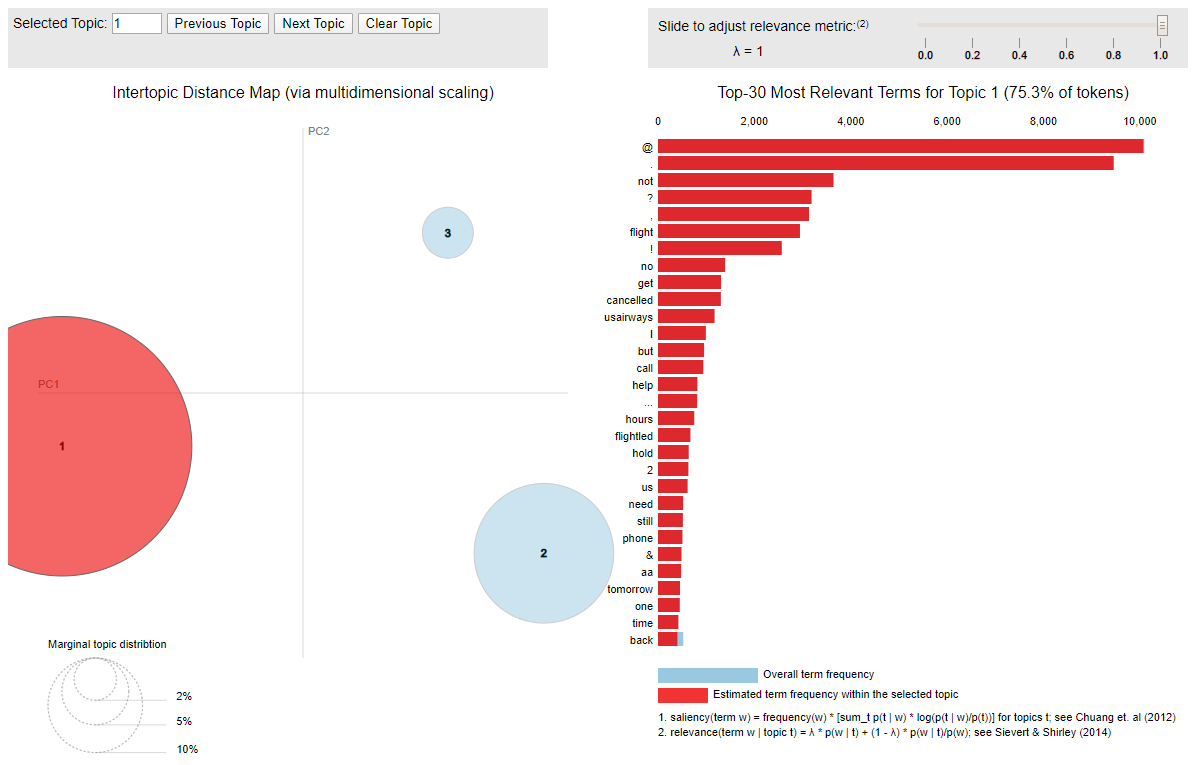 Selected Topic: 1 Previous Topic Next Topic Clear Topic
Slide to adjust relevance metric:(2)
λ = 1
0.0 0.2 0.4 0.6 0.8 1.0
Intertopic Distance Map (via multidimensional scaling)
PC2
PC1
3
1
2
Marginal topic distribtion
2%
5%
10%
Top-30 Most Relevant Terms for Topic 1 (75.3% of tokens)
0 2,000 4,000 6,000 8,000 10,000
@
.
not
?
,
flight
!
no
get
cancelled
usairways
I
but
call
help
...
hours
flightled
hold
2
us
need
still
phone
&
aa
tomorrow
one
time
back
Overall term frequency
Estimated term frequency within the selected topic
1. saliency(term w) = frequency(w) * [sum_t p(t | w) * log(p(t | w)/p(t))] for topics t; see Chuang et. al (2012)
2. relevance(term w | topic t) = λ * p(w | t) + (1 - λ) * p(w | t)/p(w); see Sievert & Shirley (2014)